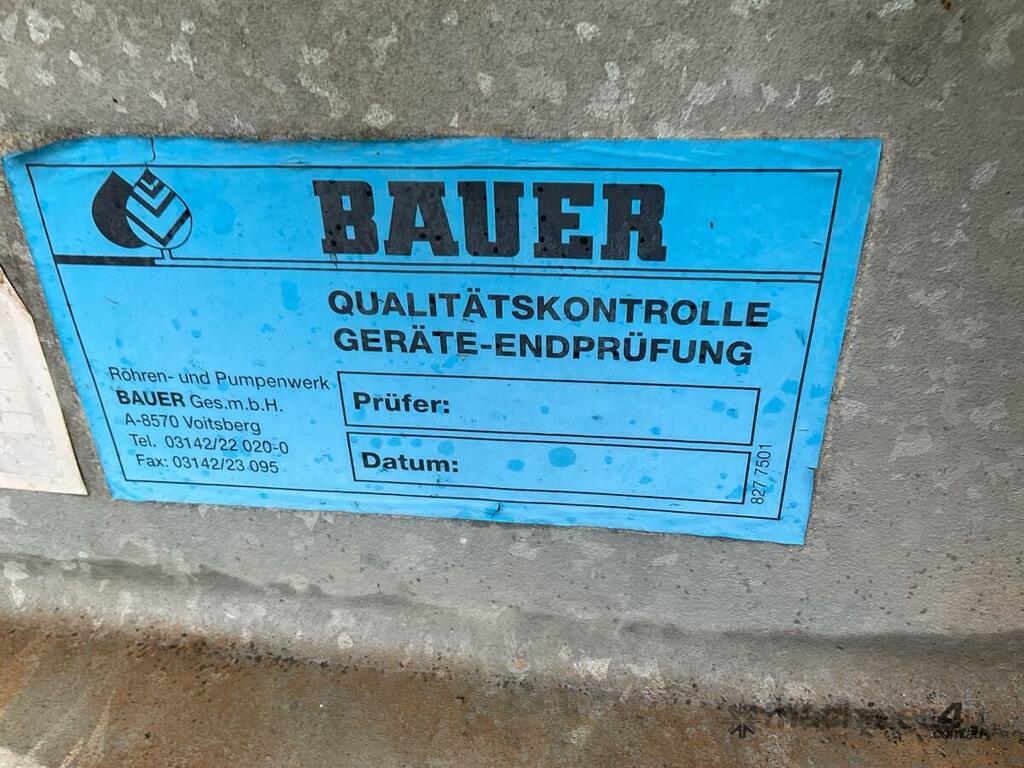 BAUER
QUALITÄTSKONTROLLE
GERÄTE-ENDPRÜFUNG
Röhren- und Pumpenwerk
BAUER Ges.m.b.H.
A-8570 Voitsberg
Tel. 03142/22 020-0
Fax: 03142/23 095
Prüfer:
Datum:
827 7501